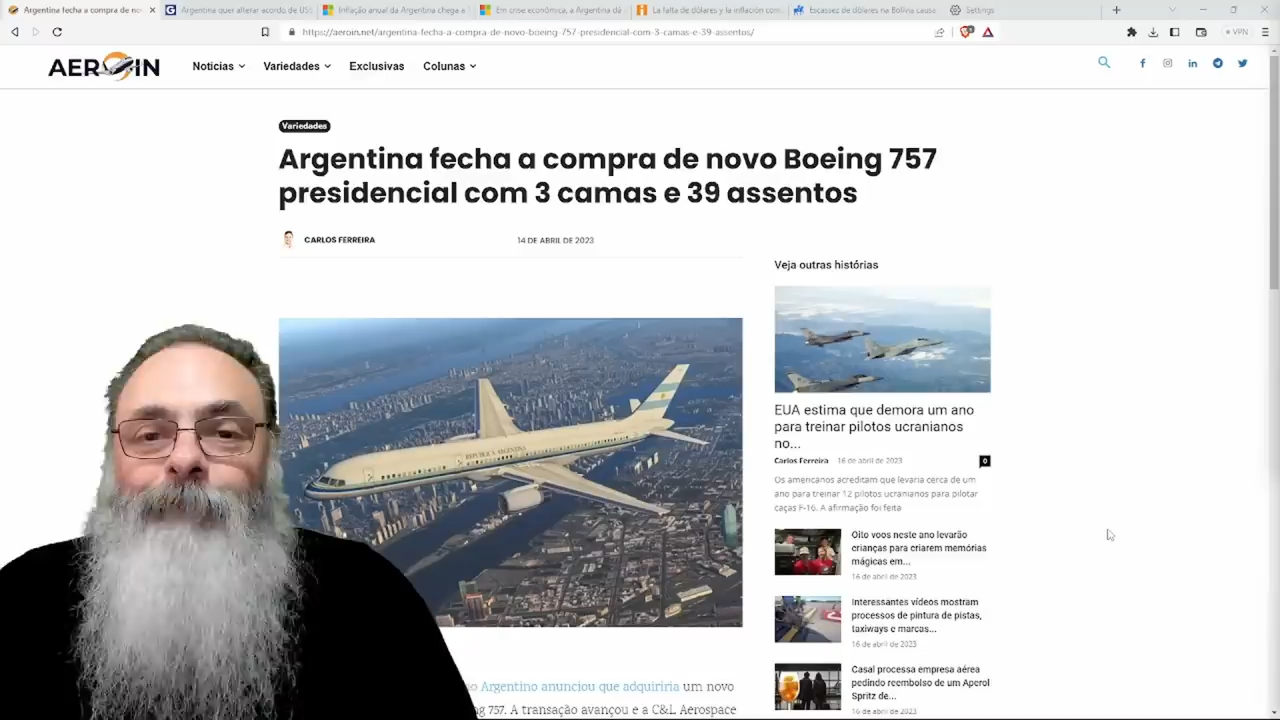 Argentina fecha a compra de nov
Argentina quer alterar acordo de US$
Inflação anual da Argentina chega a
Em crise econômica, a Argentina dá
La falta de dólares y la inflación com
Escassez de dólares na Bolívia causa
Settings
https://aeroin.net/argentina-fecha-a-compra-de-novo-boeing-757-presidencial-com-3-camas-e-39-assentos/
VPN
AEROIN
Notícias
Variedades
Exclusivas
Colunas
Variedades
Argentina fecha a compra de novo Boeing 757
presidencial com 3 camas e 39 assentos
CARLOS FERREIRA
14 DE ABRIL DE 2023
REPUBLICA ARGENTINA
Argentino anunciou que adquiriria um novo
ng 757. A transação avançou e a C&L Aerospace
Veja outras histórias
EUA estima que demora um ano
para treinar pilotos ucranianos
no...
Carlos Ferreira 16 de abril de 2023
0
Os americanos acreditam que levaria cerca de um
ano para treinar 12 pilotos ucranianos para pilotar
caças F-16. A afirmação foi feita
Oito voos neste ano levarão
crianças para criarem memórias
mágicas em...
16 de abril de 2023
Interessantes vídeos mostram
processos de pintura de pistas,
taxiways e marcas...
16 de abril de 2023
Casal processa empresa aérea
pedindo reembolso de um Aperol
Spritz de...
16 de abril de 2023